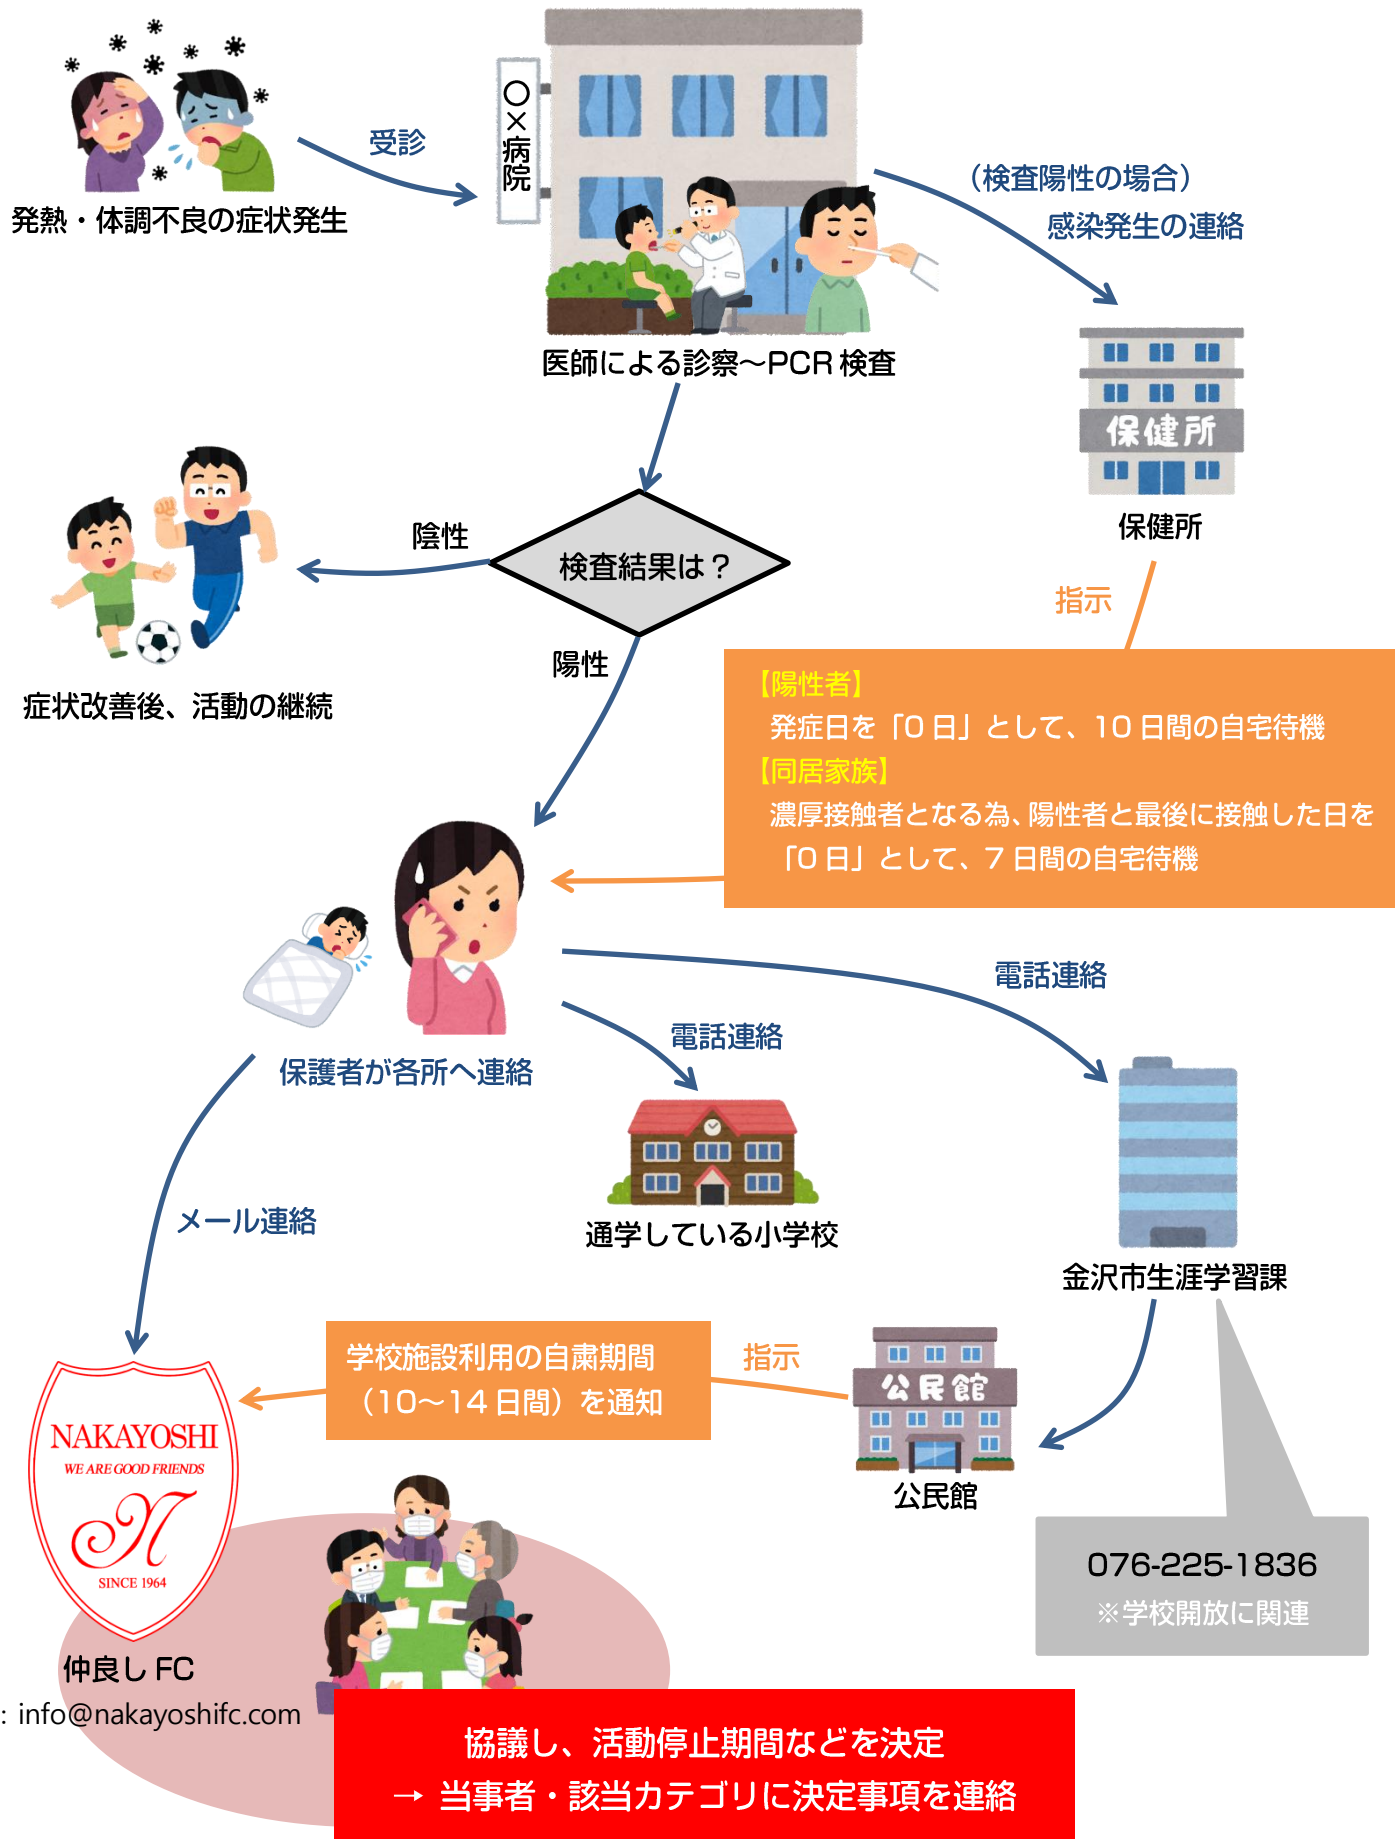 〇×病院
受診
発熱・体調不良の症状発生
（検査陽性の場合）
感染発生の連絡
医師による診察～PCR 検査
保健所
保健所
陰性
検査結果は？
指示
陽性
症状改善後、活動の継続
【陽性者】
発症日を「0 日」として、10 日間の自宅待機
【同居家族】
濃厚接触者となる為、陽性者と最後に接触した日を
「0 日」として、7 日間の自宅待機
電話連絡
電話連絡
保護者が各所へ連絡
メール連絡
通学している小学校
金沢市生涯学習課
学校施設利用の自粛期間
（10～14 日間）を通知
指示
公民館
公民館
NAKAYOSHI
WE ARE GOOD FRIENDS
N
SINCE 1964
076-225-1836
※学校開放に関連
仲良し FC
: info@nakayoshifc.com
協議し、活動停止期間などを決定
→ 当事者・該当カテゴリに決定事項を連絡